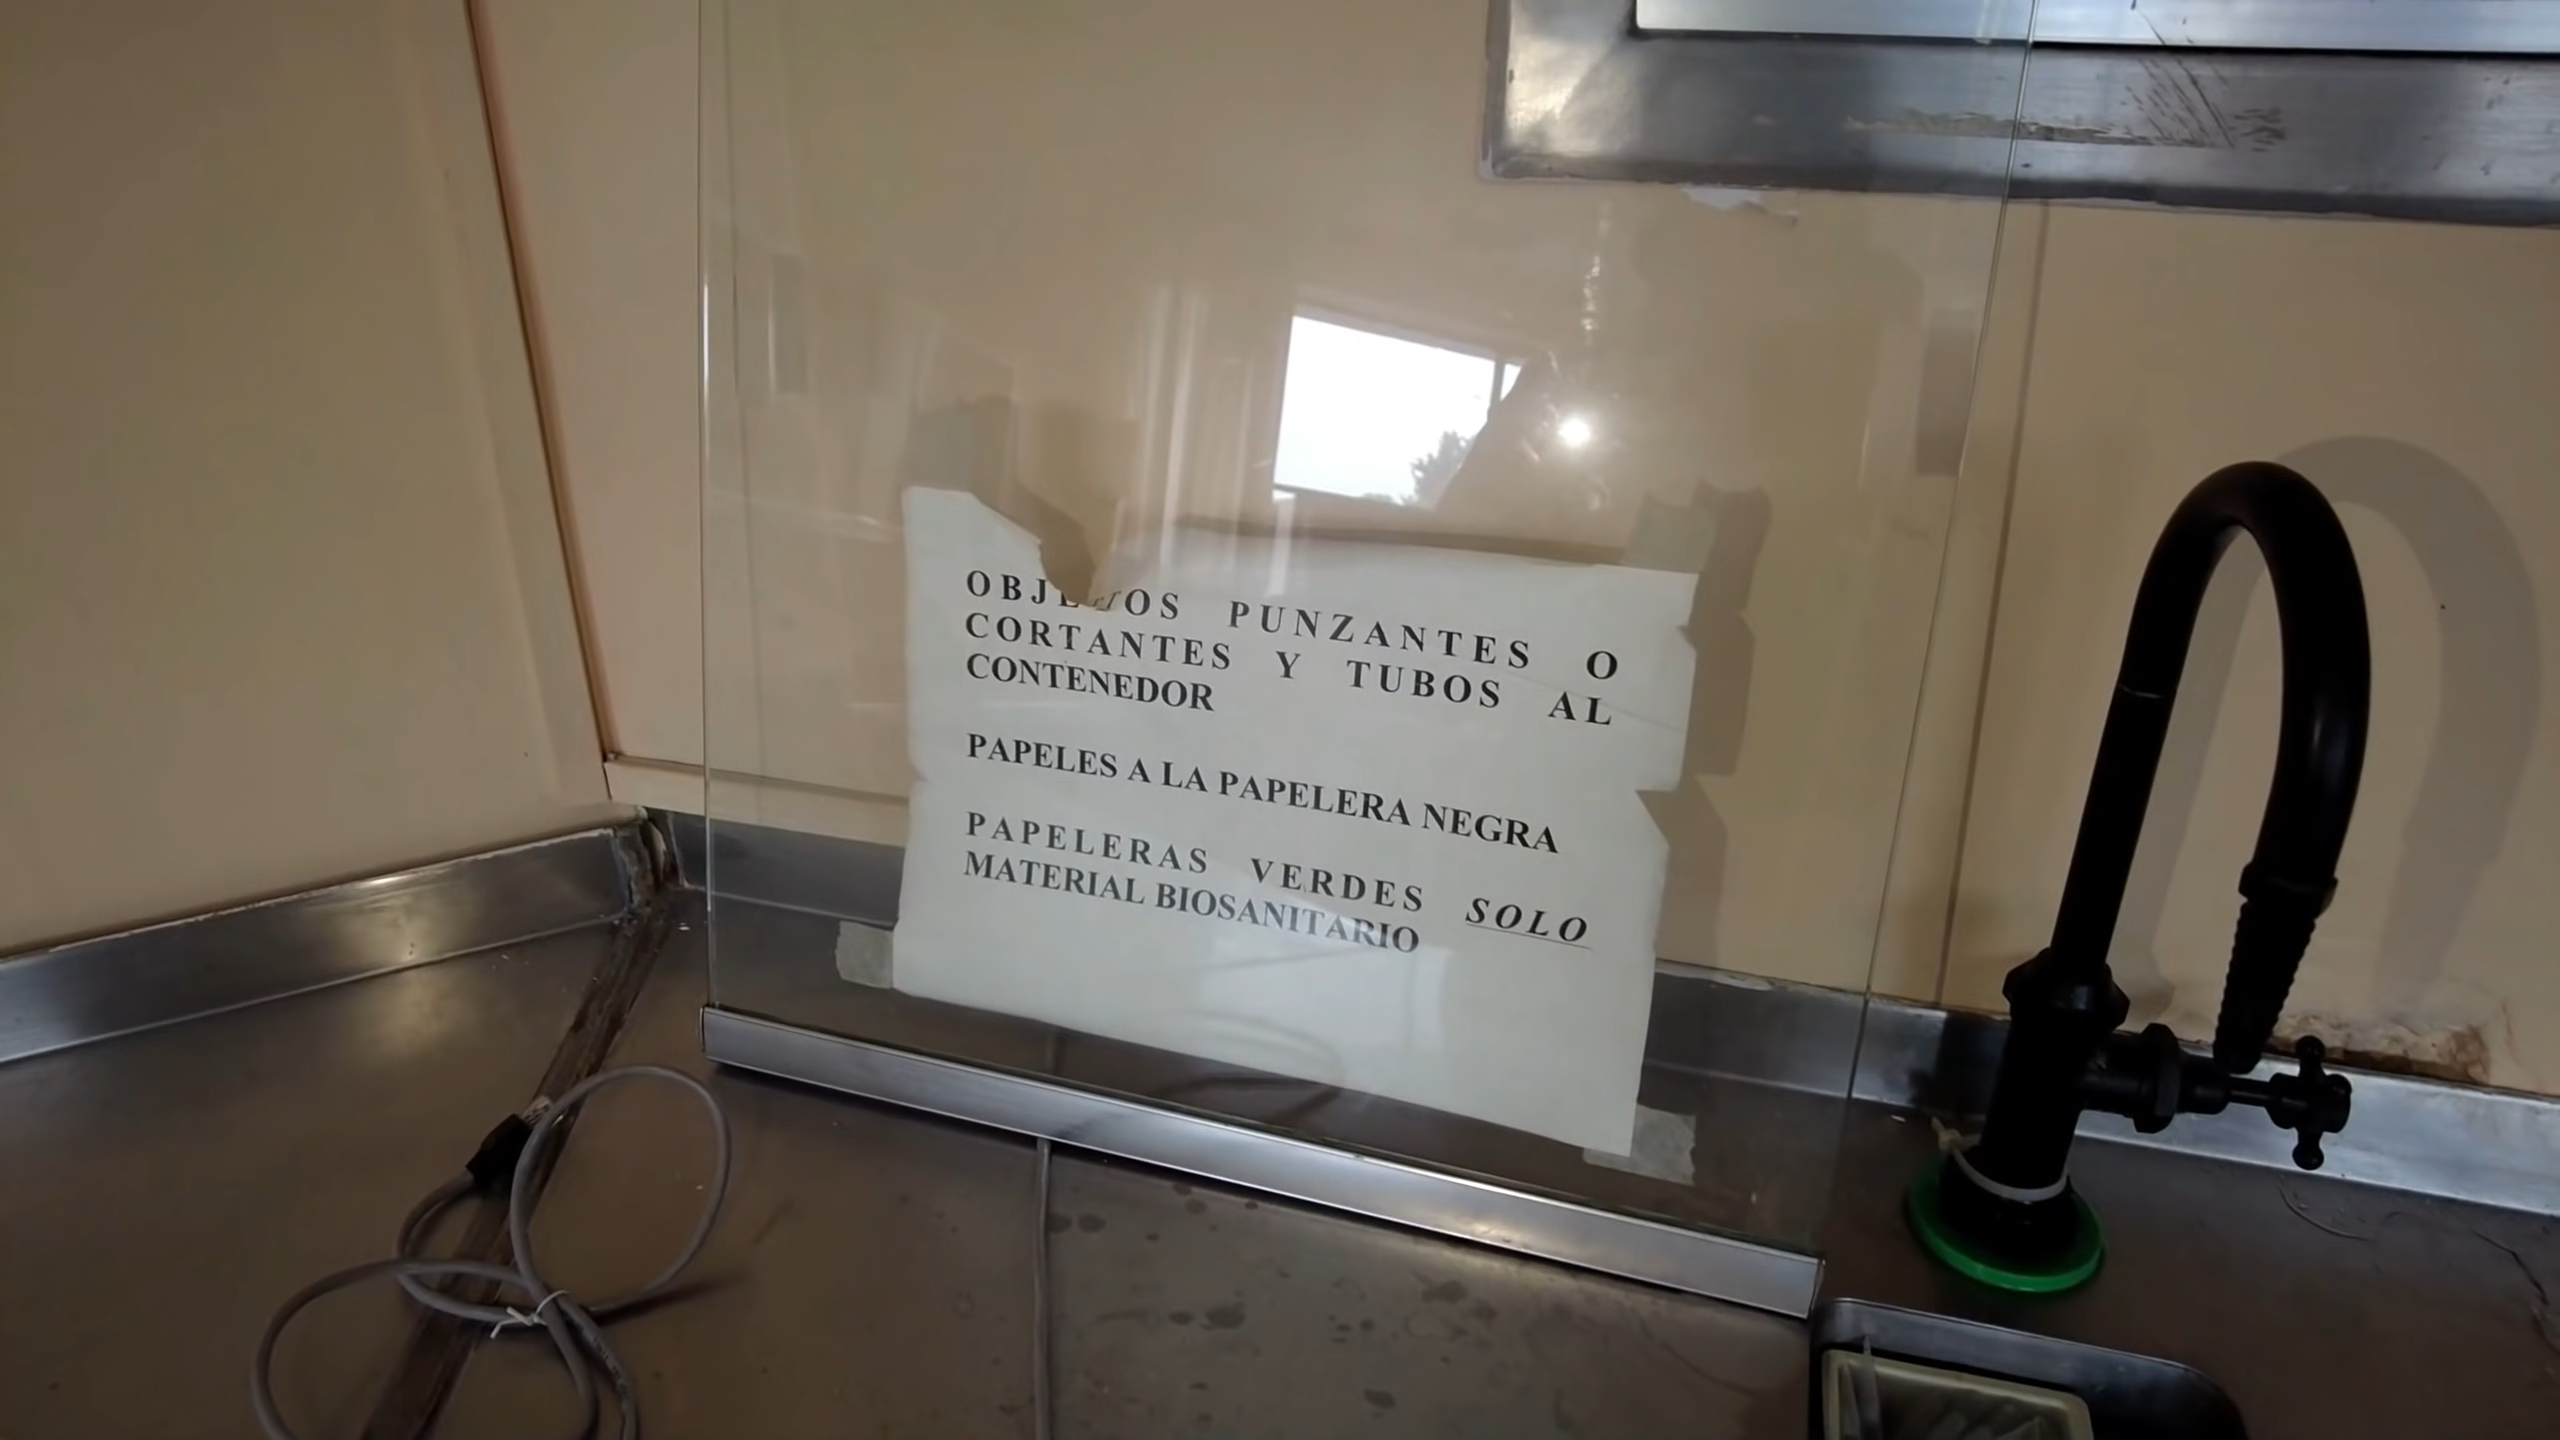 OBJETOS PUNZANTES O
CORTANTES Y TUBOS AL
CONTENEDOR
PAPELES A LA PAPELERA NEGRA
PAPELERAS VERDES SOLO
MATERIAL BIOSANITARIO